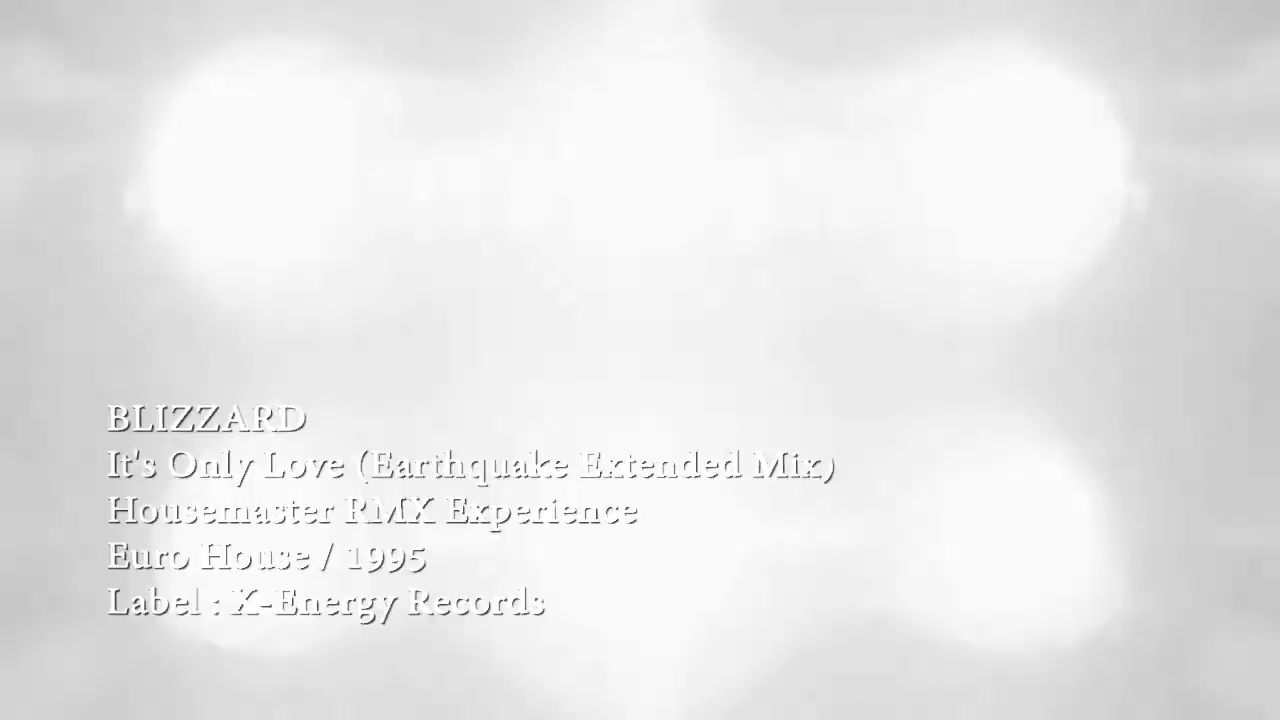 BLIZZARD
It's Only Love (Earthquake Extended Mix)
Housemaster RMX Experience
Euro House / 1995
Label : X-Energy Records